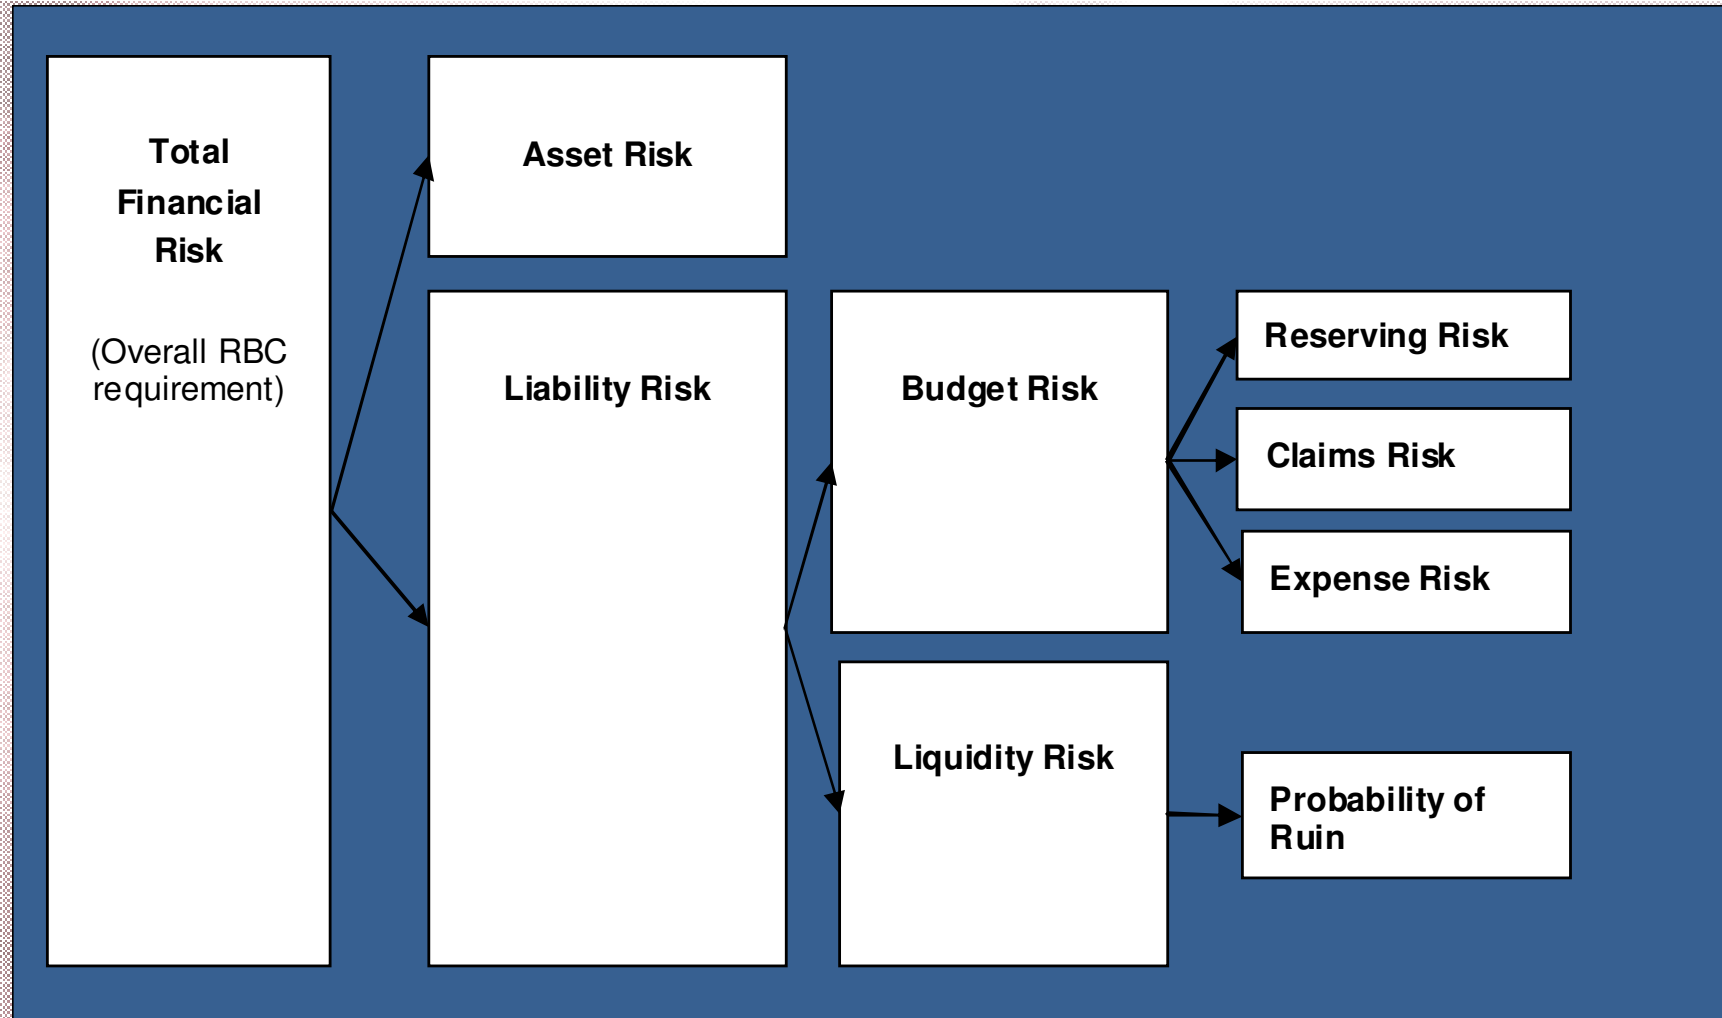 Total
Financial
Risk
(Overall RBC
requirement)
Asset Risk
Liability Risk
Budget Risk
Liquidity Risk
Reserving Risk
Claims Risk
Expense Risk
Probability of
Ruin